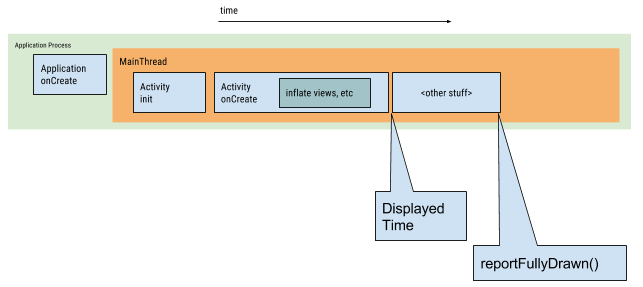 time
Application Process
Application
onCreate
MainThread
Activity
init
Activity
onCreate
inflate views, etc
<other stuff>
Displayed
Time
reportFullyDrawn()